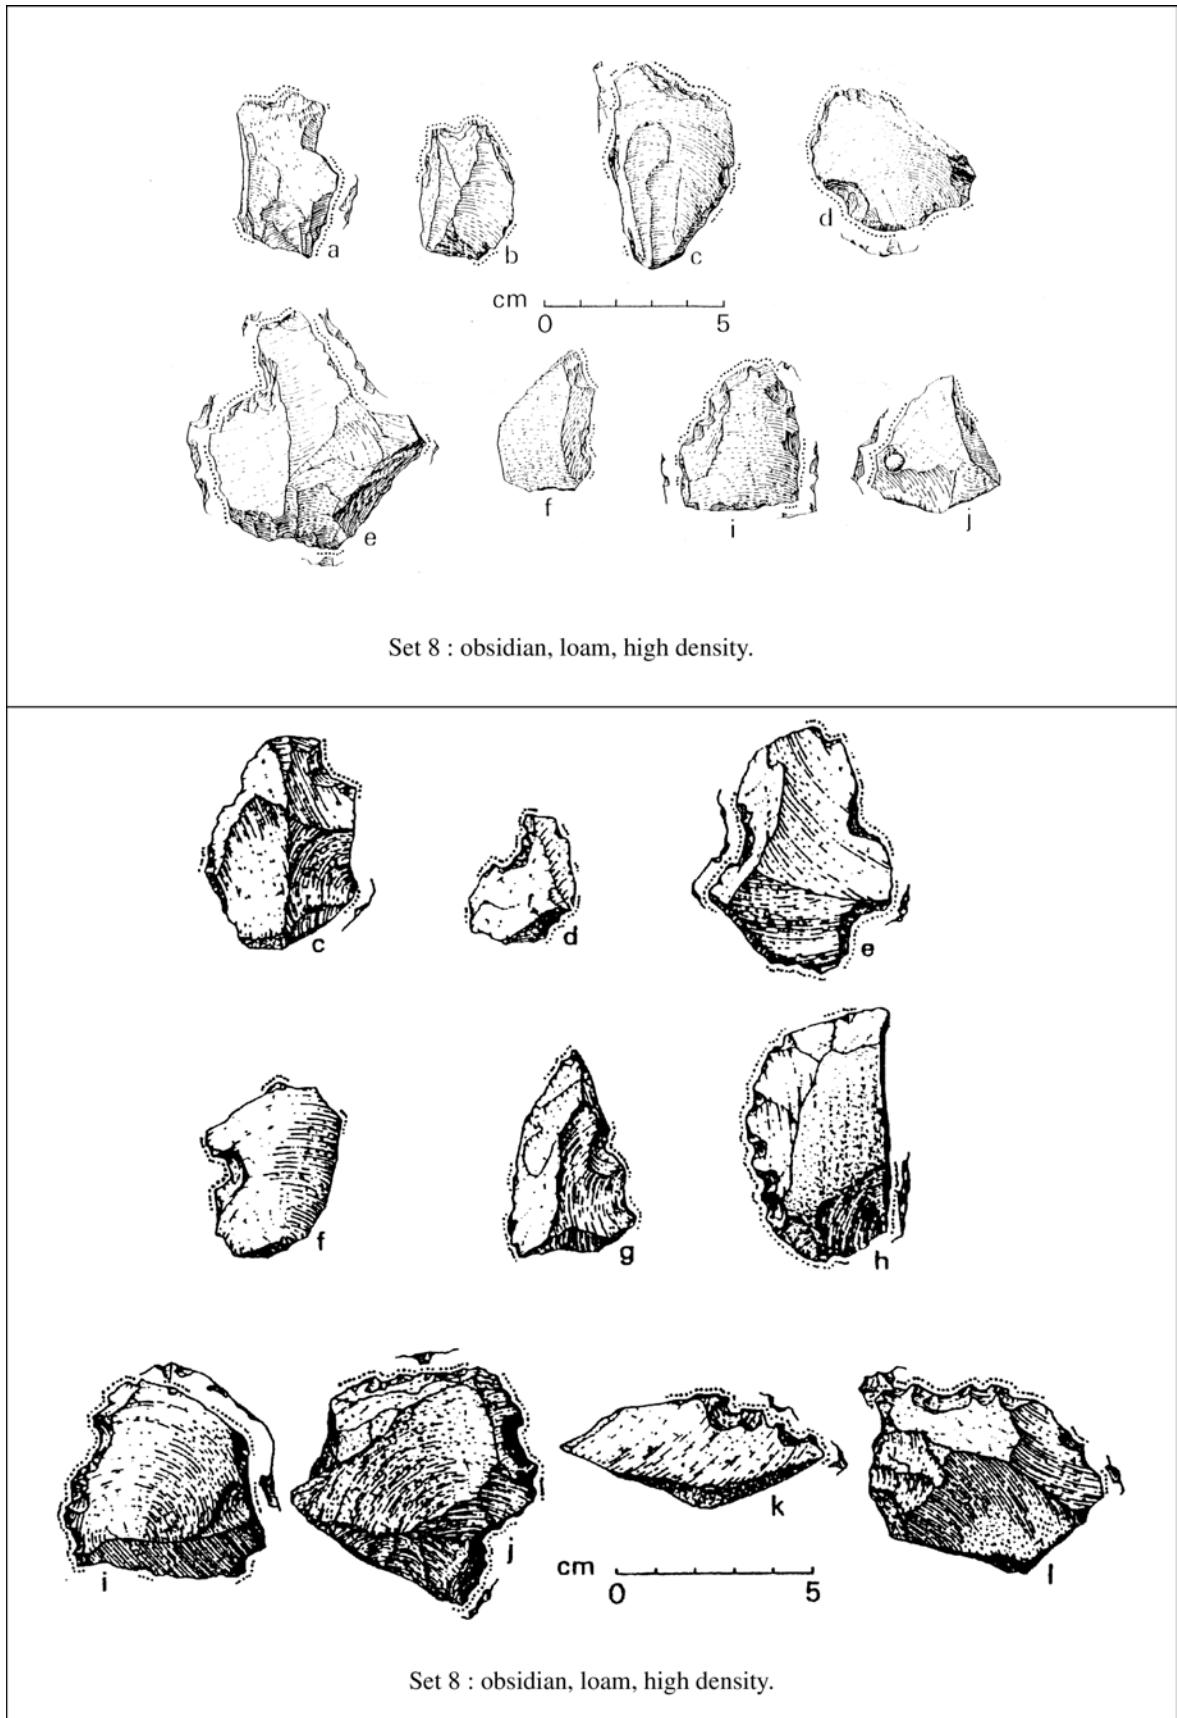 a b c d
cm 0 5
e f i j
Set 8 : obsidian, loam, high density.
c d e
f g h
i j k l
cm 0 5
Set 8 : obsidian, loam, high density.